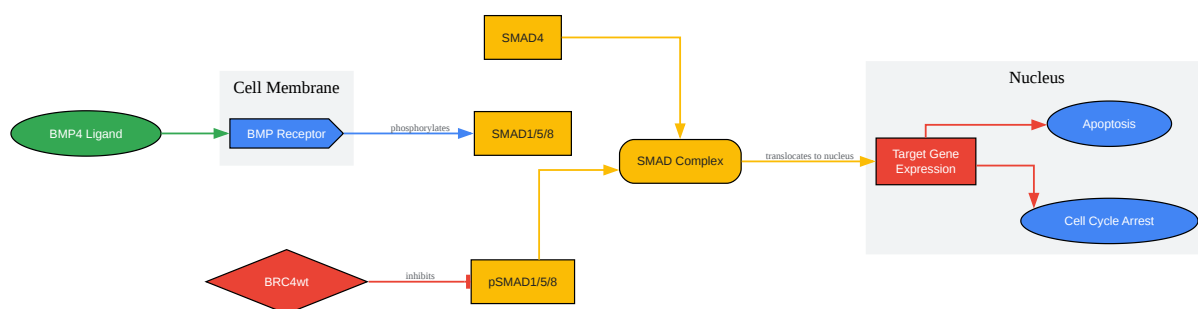 SMAD4
Cell Membrane
Nucleus
BMP4 Ligand
BMP Receptor
phosphorylates
SMAD1/5/8
SMAD Complex
translocates to nucleus
Target Gene
Expression
Apoptosis
Cell Cycle Arrest
BRC4wt
inhibits
pSMAD1/5/8